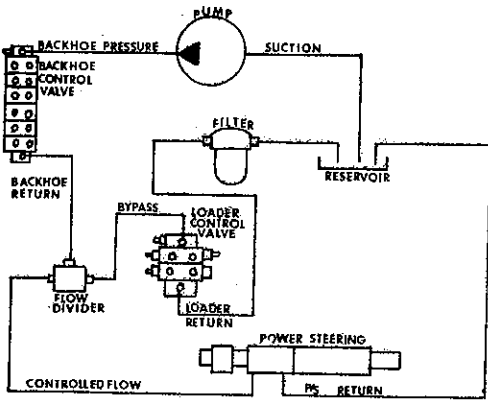 PUMP
BACKHOE PRESSURE
SUCTION
BACKHOE
CONTROL
VALVE
FILTER
RESERVOIR
BACKHOE
RETURN
BYPASS
LOADER
CONTROL
VALVE
FLOW
DIVIDER
LOADER
RETURN
POWER STEERING
CONTROLLED FLOW
P/S RETURN